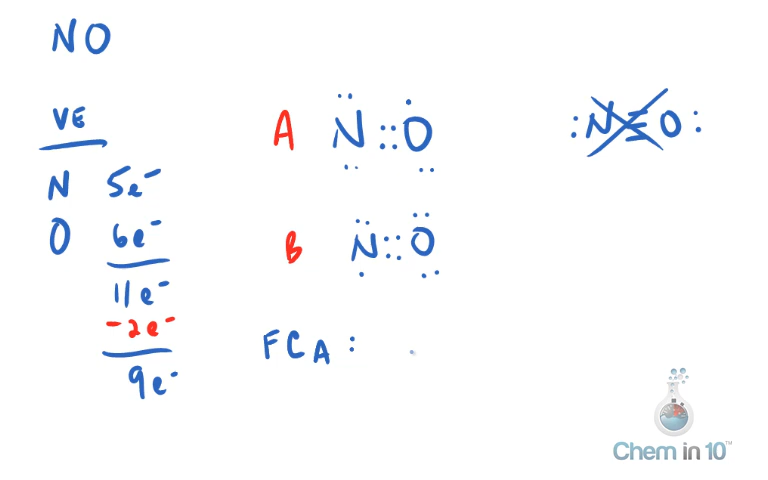 NO
VE
N 5e⁻
O 6e⁻
11e⁻
-2e⁻
9e⁻
A N::O
B N::O
FCA:
:N≡O:
Chem in 10™